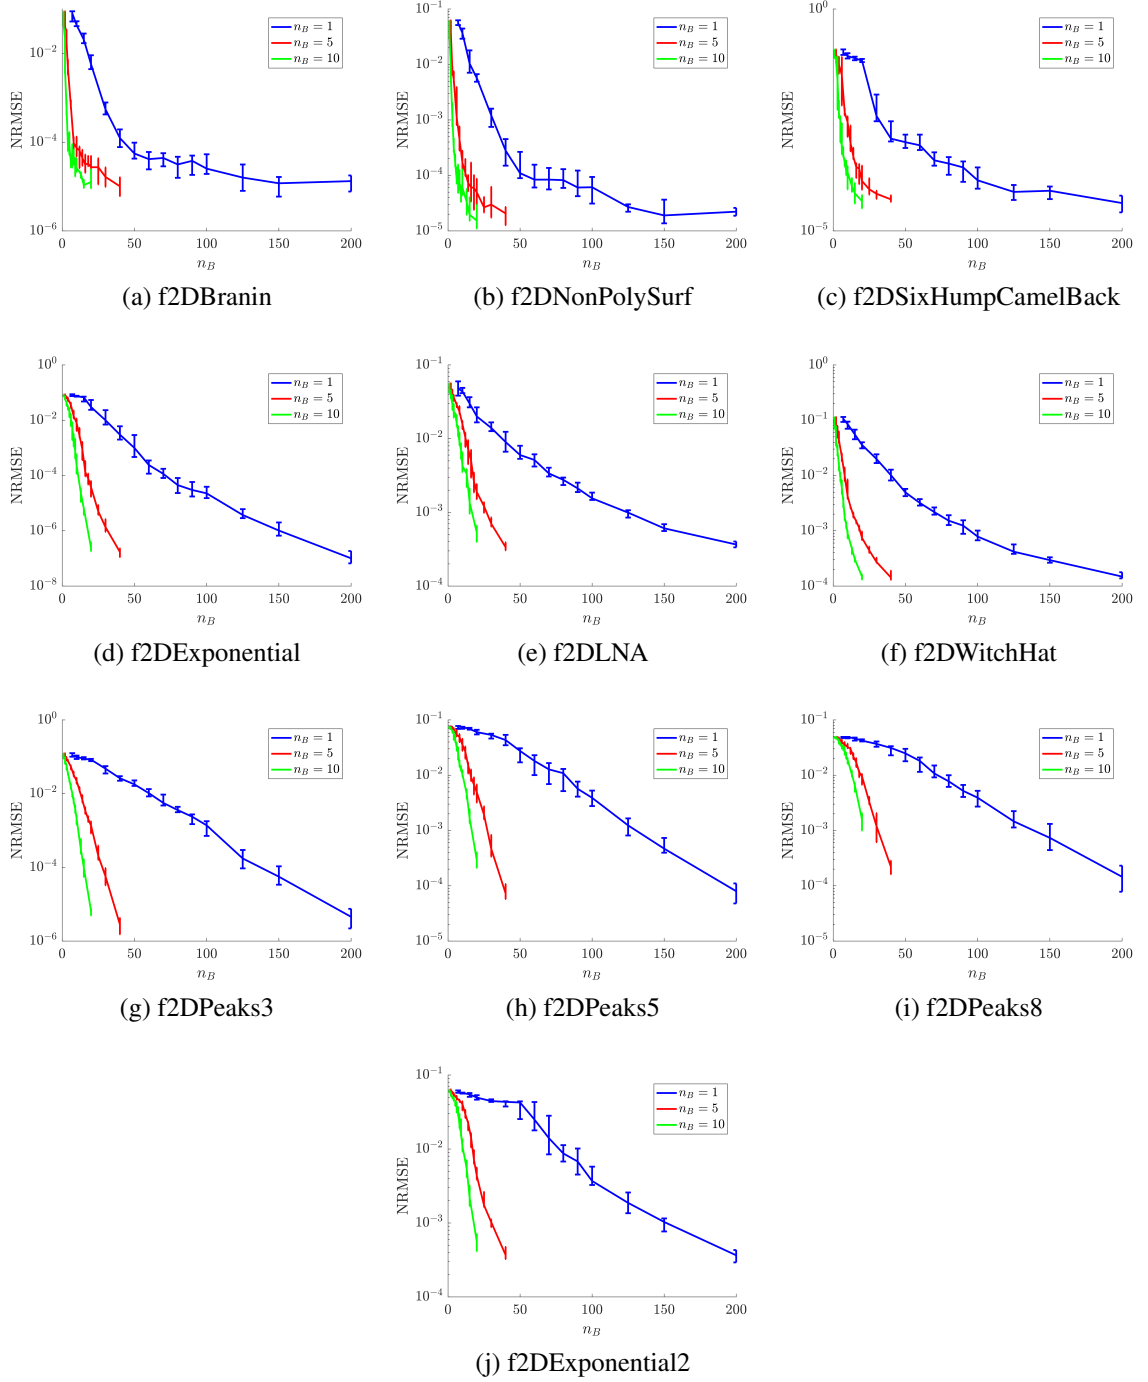 NRMSE
10^{-2}
10^{-4}
10^{-6}
n_B = 1
n_B = 5
n_B = 10
0 50 100 150 200
n_B
(a) f2DBranin
NRMSE
10^{-1}
10^{-2}
10^{-3}
10^{-4}
10^{-5}
n_B = 1
n_B = 5
n_B = 10
0 50 100 150 200
n_B
(b) f2DNonPolySurf
NRMSE
10^{0}
10^{-5}
n_B = 1
n_B = 5
n_B = 10
0 50 100 150 200
n_B
(c) f2DSixHumpCamelBack
NRMSE
10^{0}
10^{-2}
10^{-4}
10^{-6}
10^{-8}
n_B = 1
n_B = 5
n_B = 10
0 50 100 150 200
n_B
(d) f2DExponential
NRMSE
10^{-1}
10^{-2}
10^{-3}
10^{-4}
n_B = 1
n_B = 5
n_B = 10
0 50 100 150 200
n_B
(e) f2DLNA
NRMSE
10^{0}
10^{-1}
10^{-2}
10^{-3}
10^{-4}
n_B = 1
n_B = 5
n_B = 10
0 50 100 150 200
n_B
(f) f2DWitchHat
NRMSE
10^{0}
10^{-2}
10^{-4}
10^{-6}
n_B = 1
n_B = 5
n_B = 10
0 50 100 150 200
n_B
(g) f2DPeaks3
NRMSE
10^{-1}
10^{-2}
10^{-3}
10^{-4}
10^{-5}
n_B = 1
n_B = 5
n_B = 10
0 50 100 150 200
n_B
(h) f2DPeaks5
NRMSE
10^{-1}
10^{-2}
10^{-3}
10^{-4}
10^{-5}
n_B = 1
n_B = 5
n_B = 10
0 50 100 150 200
n_B
(i) f2DPeaks8
NRMSE
10^{-1}
10^{-2}
10^{-3}
10^{-4}
n_B = 1
n_B = 5
n_B = 10
0 50 100 150 200
n_B
(j) f2DExponential2